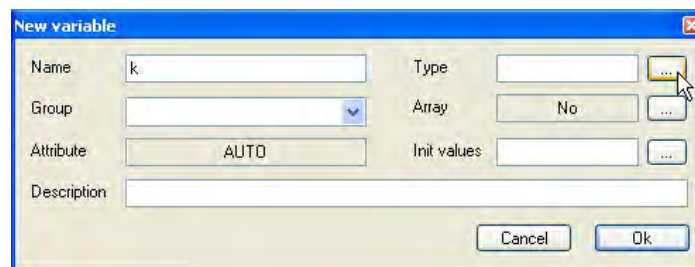 New variable
Name k Type ...
Group Array No ...
Attribute AUTO Init values ...
Description
Cancel Ok